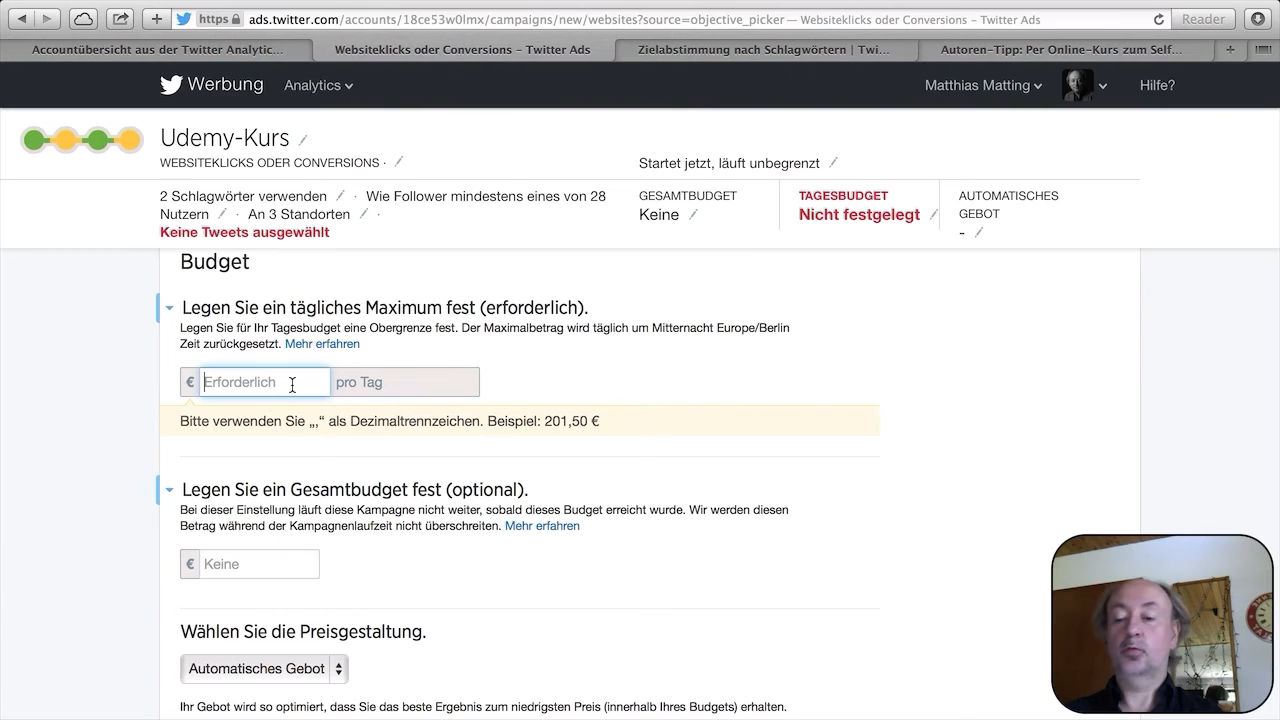 https ads.twitter.com/accounts/18ce53w0lmx/campaigns/new/websites?source=objective_picker — Websiteklicks oder Conversions – Twitter Ads Reader
Accountübersicht aus der Twitter Analytic... Websiteklicks oder Conversions – Twitter Ads Zielabstimmung nach Schlagwörtern | Twi... Autoren-Tipp: Per Online-Kurs zum Self...
Werbung Analytics Matthias Matting Hilfe?
Udemy-Kurs
WEBSITEKLICKS ODER CONVERSIONS · Startet jetzt, läuft unbegrenzt
2 Schlagwörter verwenden · Wie Follower mindestens eines von 28
Nutzern · An 3 Standorten ·
Keine Tweets ausgewählt
GESAMTBUDGET
Keine
TAGESBUDGET
Nicht festgelegt
AUTOMATISCHES
GEBOT
-
Budget
Legen Sie ein tägliches Maximum fest (erforderlich).
Legen Sie für Ihr Tagesbudget eine Obergrenze fest. Der Maximalbetrag wird täglich um Mitternacht Europe/Berlin
Zeit zurückgesetzt. Mehr erfahren
€ Erforderlich pro Tag
Bitte verwenden Sie „,“ als Dezimaltrennzeichen. Beispiel: 201,50 €
Legen Sie ein Gesamtbudget fest (optional).
Bei dieser Einstellung läuft diese Kampagne nicht weiter, sobald dieses Budget erreicht wurde. Wir werden diesen
Betrag während der Kampagnenlaufzeit nicht überschreiten. Mehr erfahren
€ Keine
Wählen Sie die Preisgestaltung.
Automatisches Gebot
Ihr Gebot wird so optimiert, dass Sie das beste Ergebnis zum niedrigsten Preis (innerhalb Ihres Budgets) erhalten.